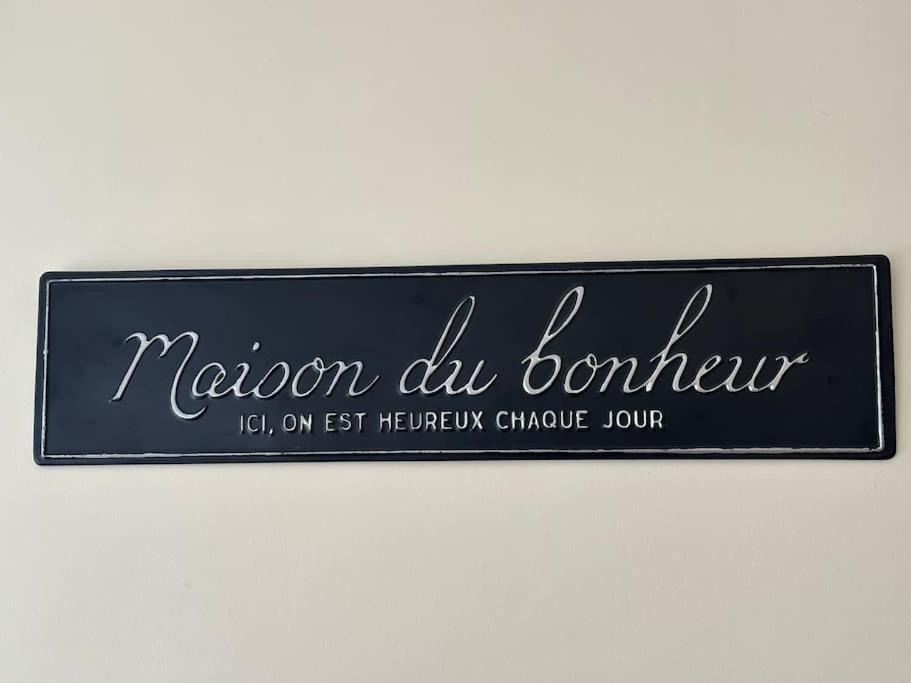 Maison du bonheur
ICI, ON EST HEUREUX CHAQUE JOUR